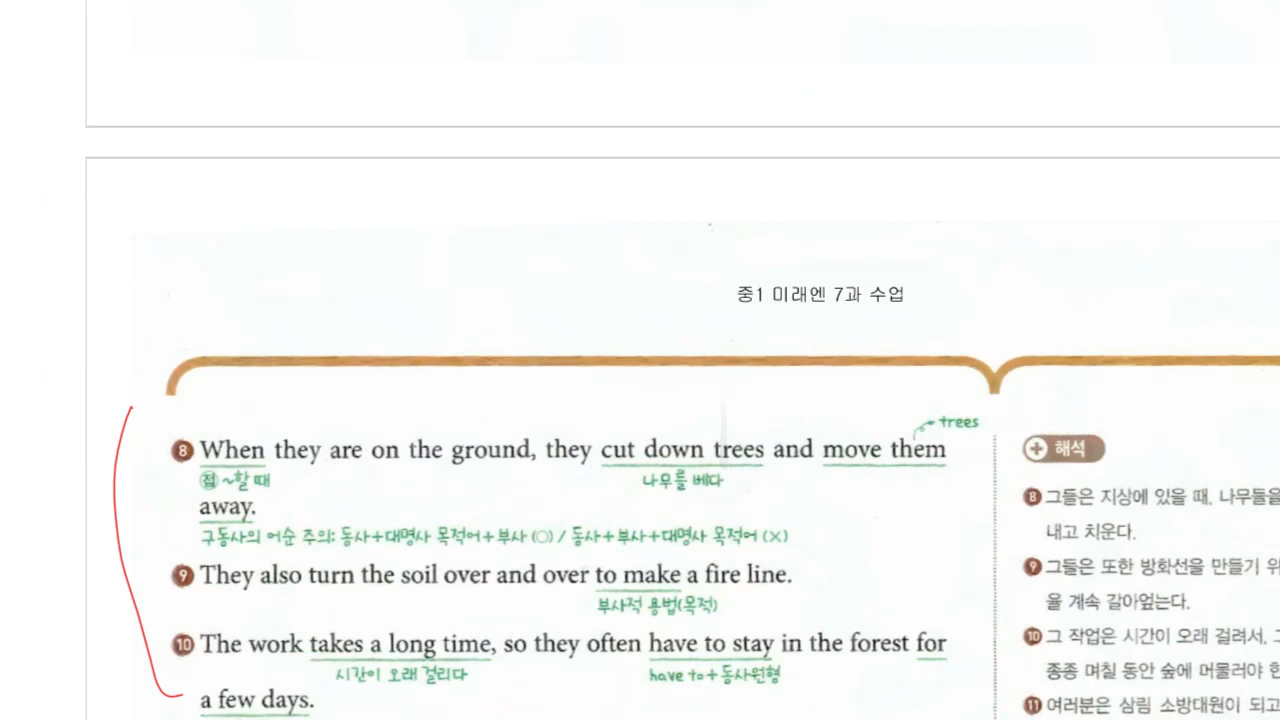 중1 미래엔 7과 수업
trees
8 When they are on the ground, they cut down trees and move them
접 ~할 때 나무를 베다
away.
구동사의 어순 주의: 동사+대명사 목적어+부사 (○) / 동사+부사+대명사 목적어 (×)
9 They also turn the soil over and over to make a fire line.
부사적 용법(목적)
10 The work takes a long time, so they often have to stay in the forest for
시간이 오래 걸리다 have to+동사원형
a few days.
+ 해석
8 그들은 지상에 있을 때, 나무들을
내고 치운다.
9 그들은 또한 방화선을 만들기 위
을 계속 갈아엎는다.
10 그 작업은 시간이 오래 걸려서, 그
종종 며칠 동안 숲에 머물러야 한
11 여러분은 삼림 소방대원이 되고